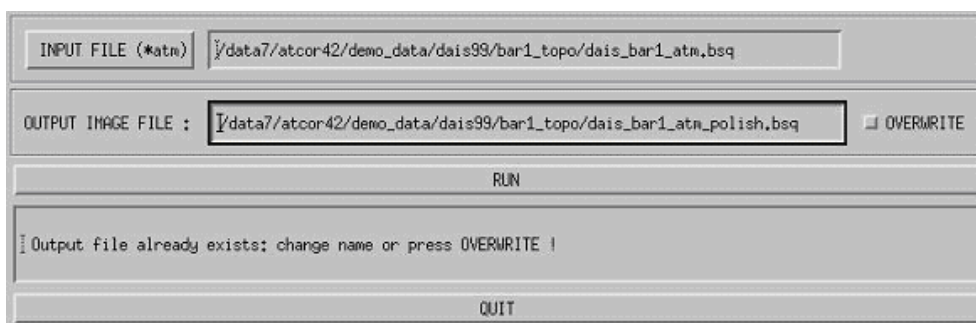 INPUT FILE (*atm) /data7/atcor42/demo_data/dais99/bar1_topo/dais_bar1_atm.bsq
OUTPUT IMAGE FILE : /data7/atcor42/demo_data/dais99/bar1_topo/dais_bar1_atm_polish.bsq OVERWRITE
RUN
Output file already exists: change name or press OVERWRITE !
QUIT